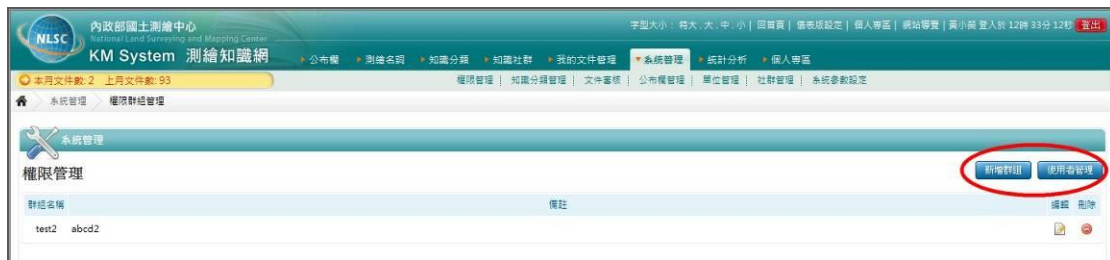 NLSC
內政部國土測繪中心
National Land Surveying and Mapping Center
KM System 測繪知識網
字型大小：特大．大．中．小│回首頁│儀表版設定│個人專區│網站導覽│黃小榮 登入於 12時 33分 12秒 登出
公布欄 測繪名詞 知識分類 知識社群 我的文件管理 系統管理 統計分析 個人專區
本月文件數: 2 上月文件數: 93
權限管理│知識分類管理│文件審核│公布欄管理│單位管理│社群管理│系統參數設定
系統管理 權限群組管理
系統管理
權限管理
新增群組 使用者管理
群組名稱 備註 編輯 刪除
test2 abcd2